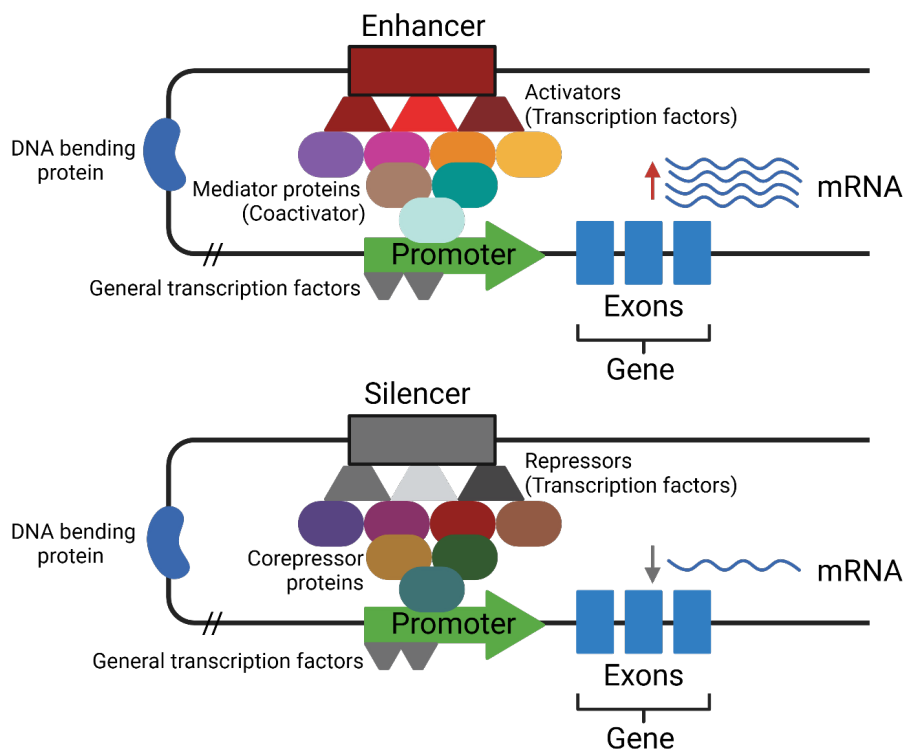 Enhancer
Activators
(Transcription factors)
DNA bending
protein
Mediator proteins
(Coactivator)
mRNA
Promoter
General transcription factors
Exons
Gene
Silencer
Repressors
(Transcription factors)
DNA bending
protein
Corepressor
proteins
mRNA
Promoter
General transcription factors
Exons
Gene